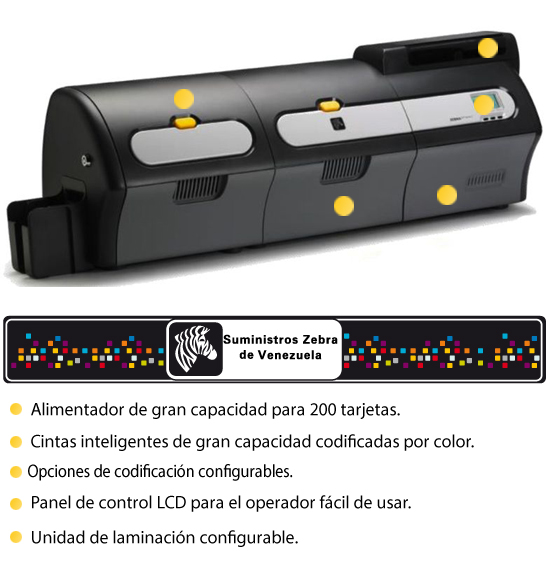 Suministros Zebra
de Venezuela
Alimentador de gran capacidad para 200 tarjetas.
Cintas inteligentes de gran capacidad codificadas por color.
Opciones de codificación configurables.
Panel de control LCD para el operador fácil de usar.
Unidad de laminación configurable.